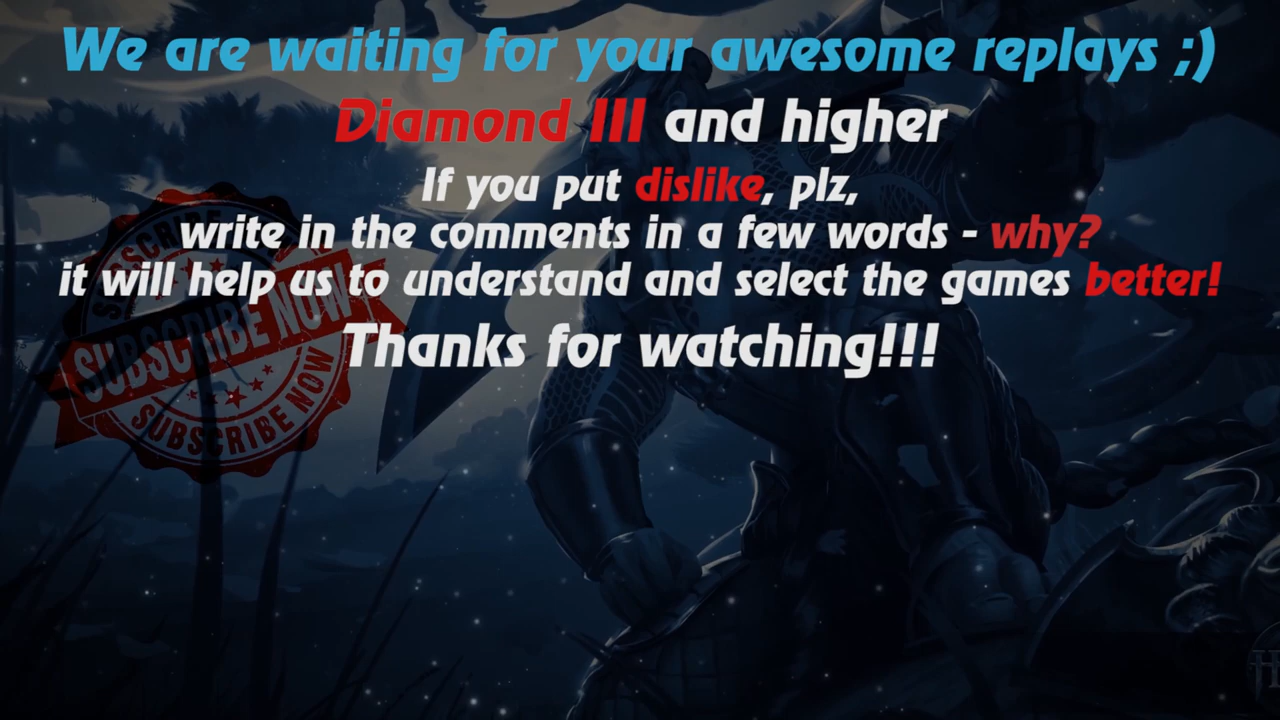 We are waiting for your awesome replays ;)
Diamond III and higher
If you put dislike, plz,
write in the comments in a few words - why?
it will help us to understand and select the games better!
Thanks for watching!!!
SUBSCRIBE NOW
SUBSCRIBE NOW